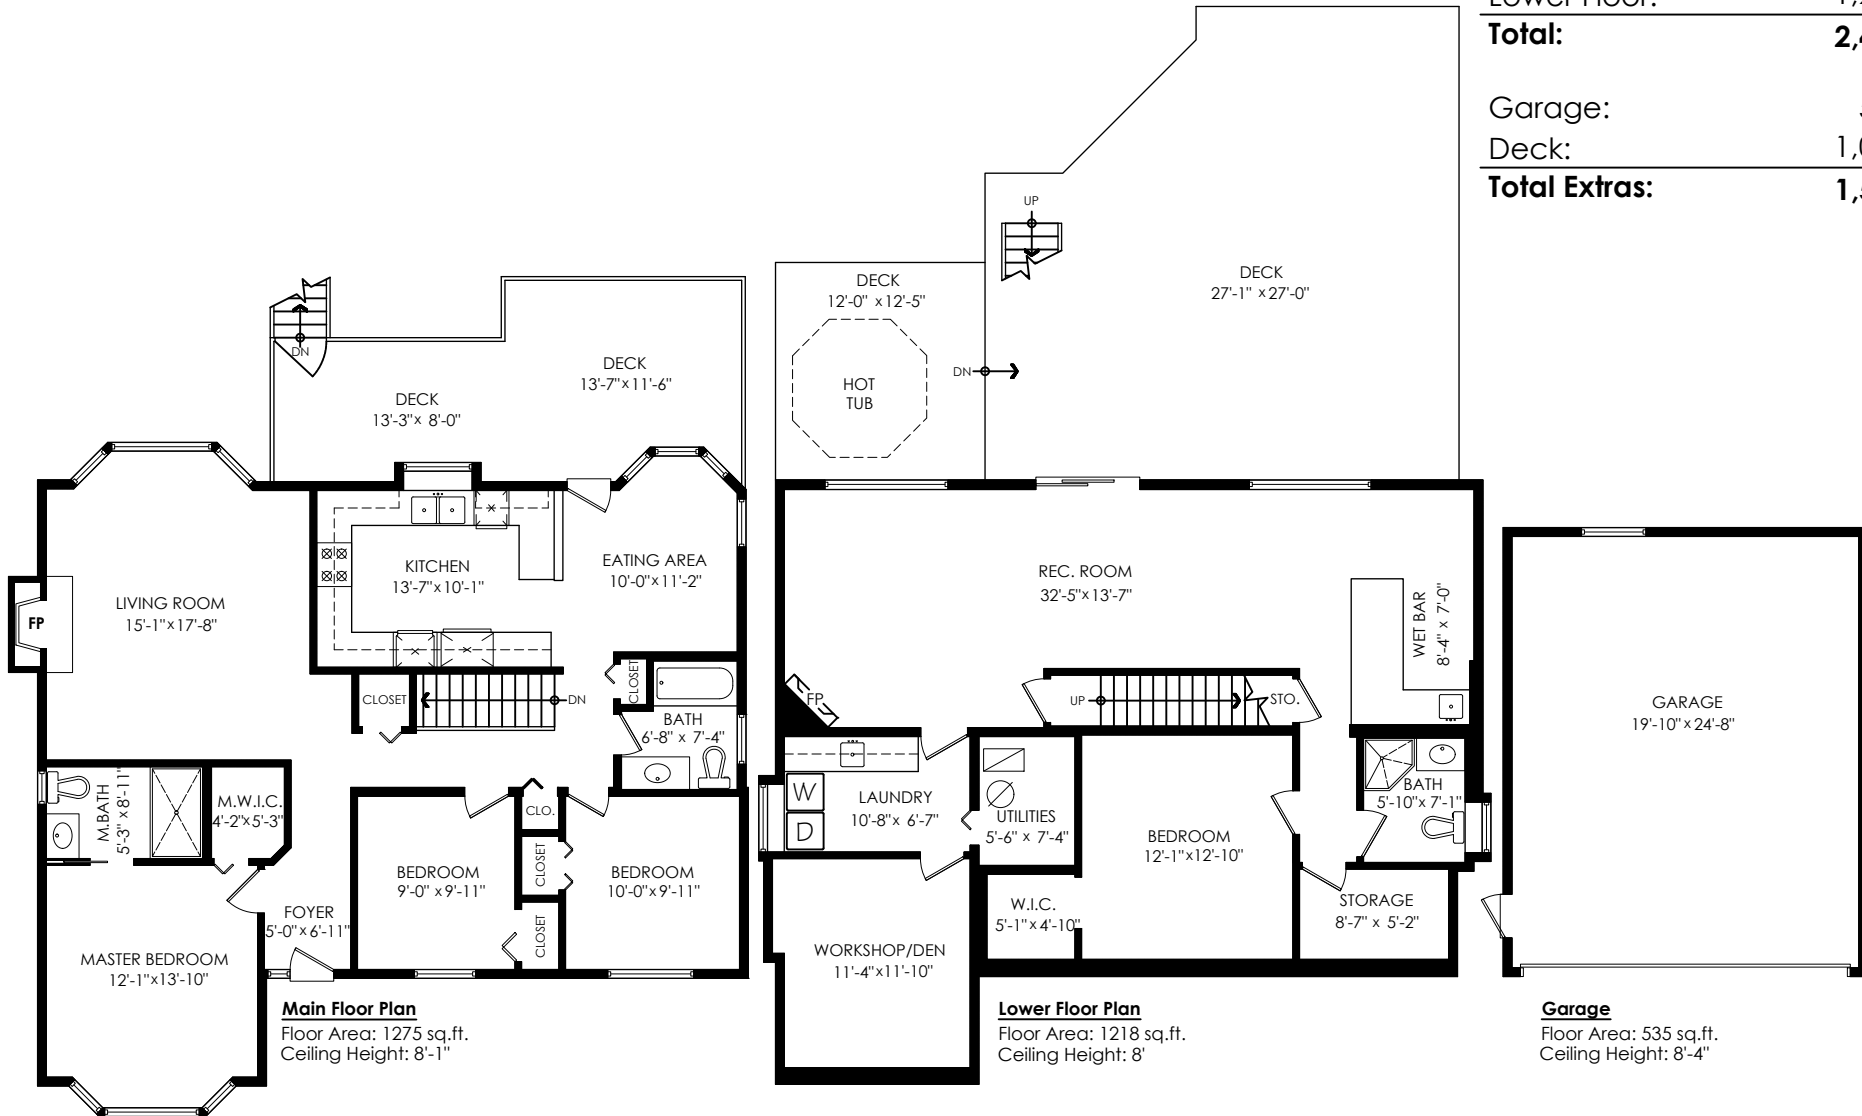 Lower Floor:
Total:
Garage:
Deck:
Total Extras:
UP
DECK
12'-0" x 12'-5"
DECK
27'-1" x 27'-0"
HOT
TUB
DN
DN
DECK
13'-3" x 8'-0"
DECK
13'-7" x 11'-6"
KITCHEN
13'-7" x 10'-1"
EATING AREA
10'-0" x 11'-2"
LIVING ROOM
15'-1" x 17'-8"
FP
CLOSET
DN
CLOSET
BATH
6'-8" x 7'-4"
M.BATH
5'-3" x 8'-11"
M.W.I.C.
4'-2" x 5'-3"
CLO.
CLOSET
CLOSET
BEDROOM
9'-0" x 9'-11"
BEDROOM
10'-0" x 9'-11"
FOYER
5'-0" x 6'-11"
MASTER BEDROOM
12'-1" x 13'-10"
Main Floor Plan
Floor Area: 1275 sq.ft.
Ceiling Height: 8'-1"
REC. ROOM
32'-5" x 13'-7"
WET BAR
8'-4" x 7'-0"
FP
UP
STO.
W
D
LAUNDRY
10'-8" x 6'-7"
UTILITIES
5'-6" x 7'-4"
BEDROOM
12'-1" x 12'-10"
BATH
5'-10" x 7'-1"
W.I.C.
5'-1" x 4'-10"
STORAGE
8'-7" x 5'-2"
WORKSHOP/DEN
11'-4" x 11'-10"
Lower Floor Plan
Floor Area: 1218 sq.ft.
Ceiling Height: 8'
GARAGE
19'-10" x 24'-8"
Garage
Floor Area: 535 sq.ft.
Ceiling Height: 8'-4"